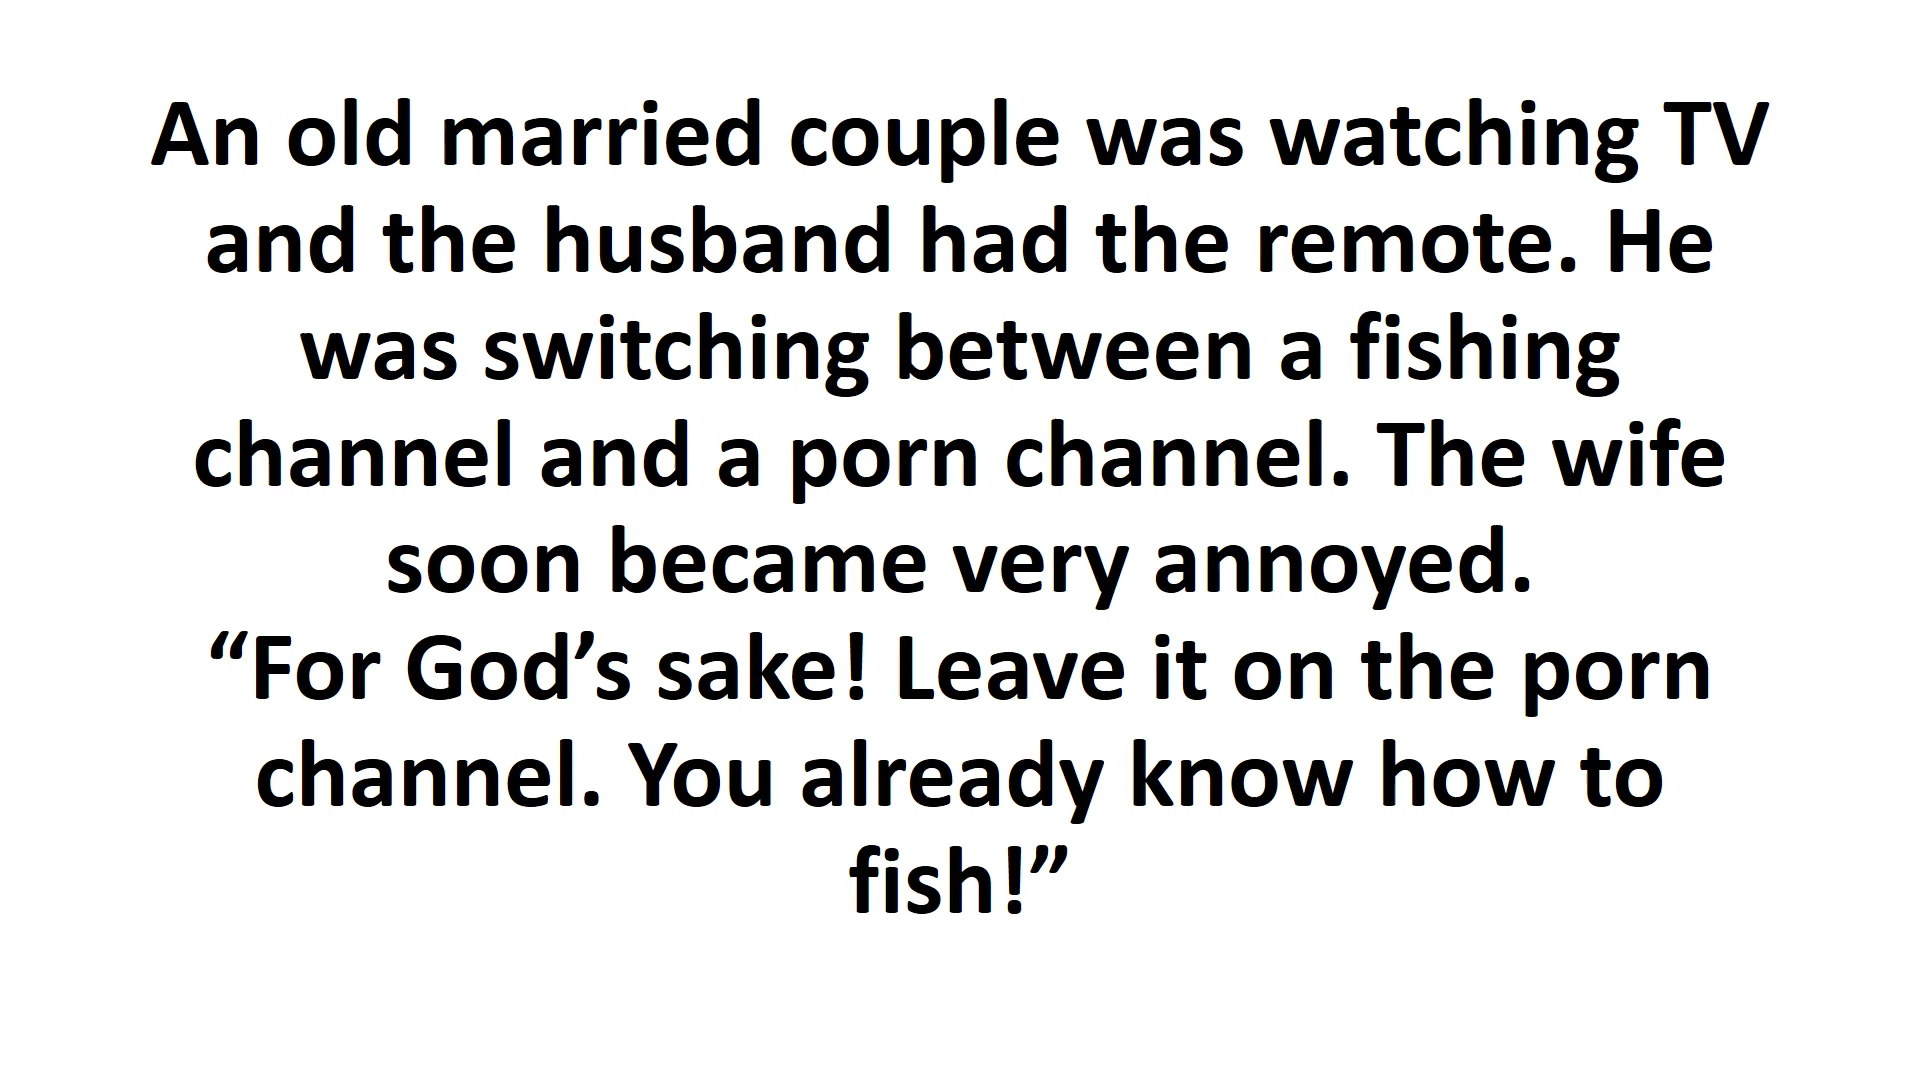 An old married couple was watching TV
and the husband had the remote. He
was switching between a fishing
channel and a porn channel. The wife
soon became very annoyed.
“For God’s sake! Leave it on the porn
channel. You already know how to
fish!”